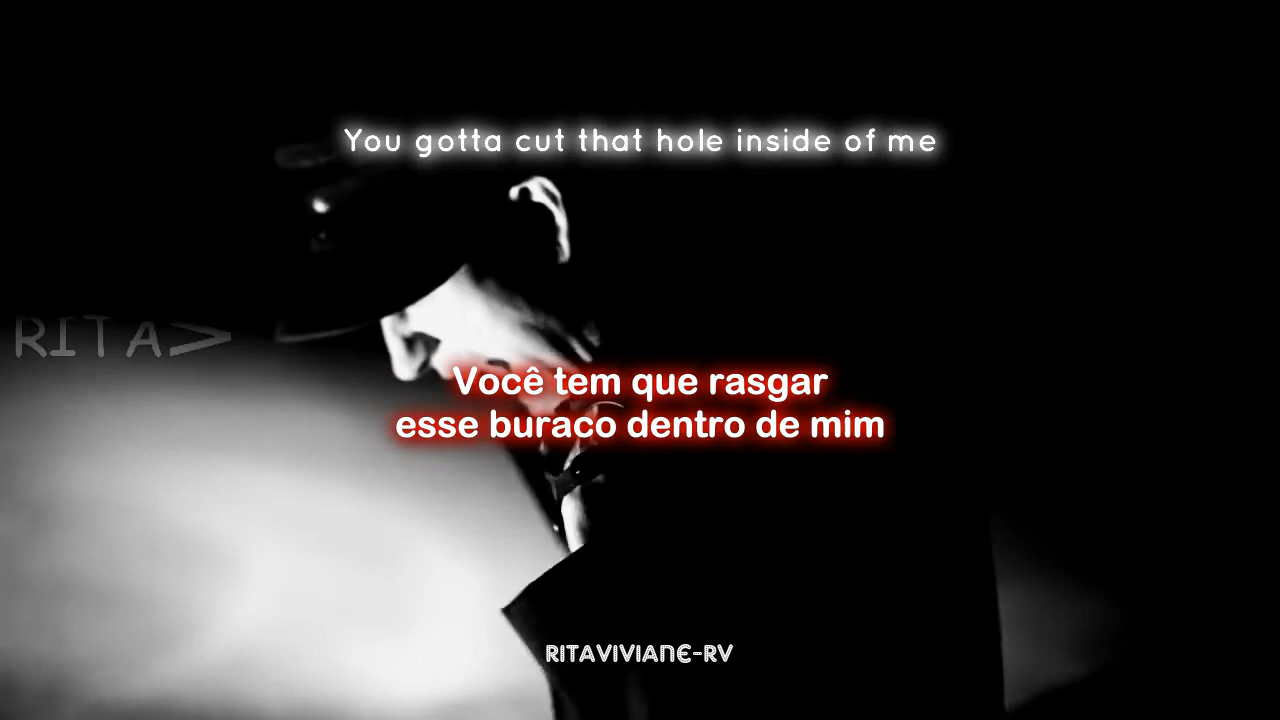 You gotta cut that hole inside of me
RITA>
Você tem que rasgar
esse buraco dentro de mim
RITAVIVIANE-RV